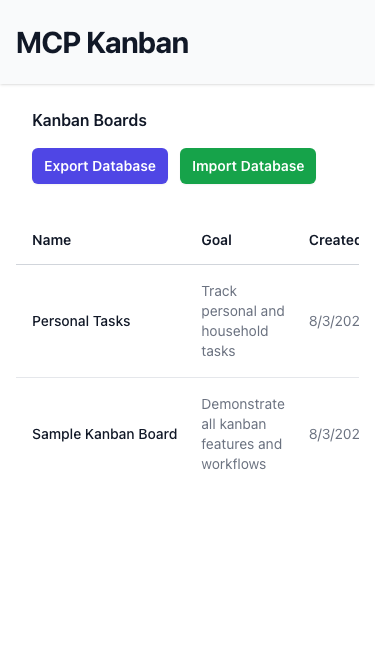 MCP Kanban
Kanban Boards
Export Database Import Database
Name Goal Created
Track
personal and
Personal Tasks household 8/3/202
tasks
Demonstrate
all kanban
Sample Kanban Board features and 8/3/202
workflows